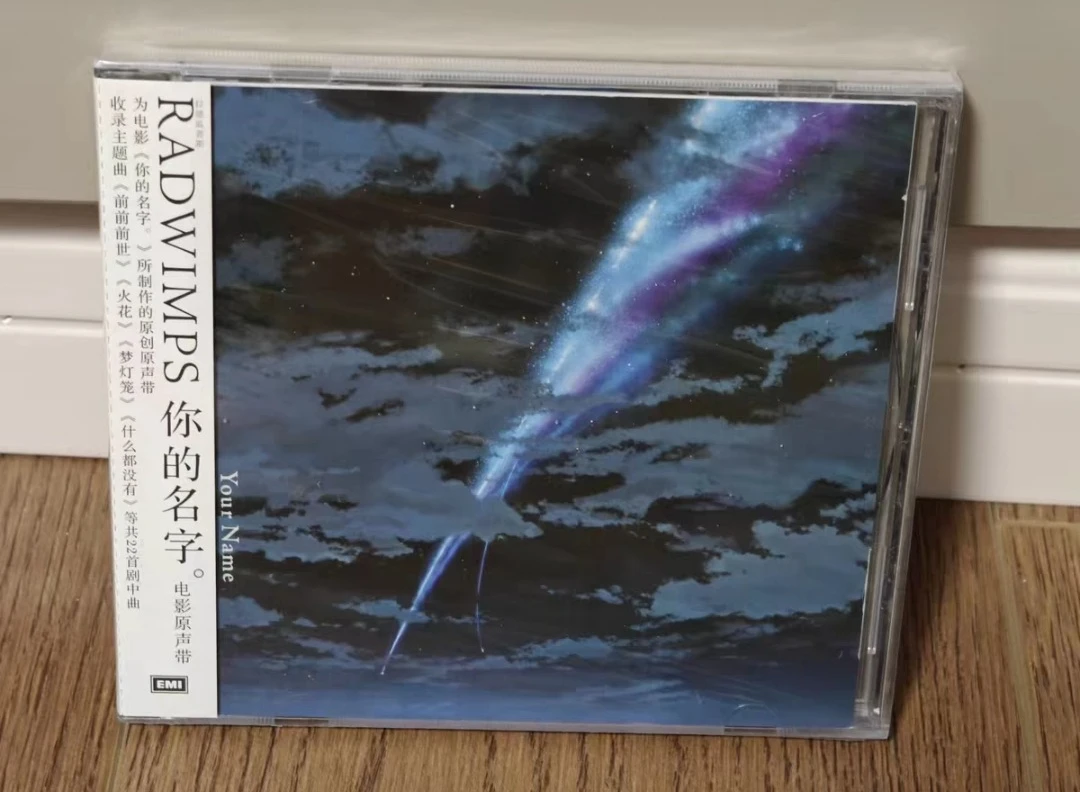 RADWIMPS 你的名字。 电影原声带
为电影《你的名字。》所制作的原创原声带
收录主题曲《前前前世》《火花》《梦灯笼》《什么都没有》等共22首剧中曲
EMI
Your Name